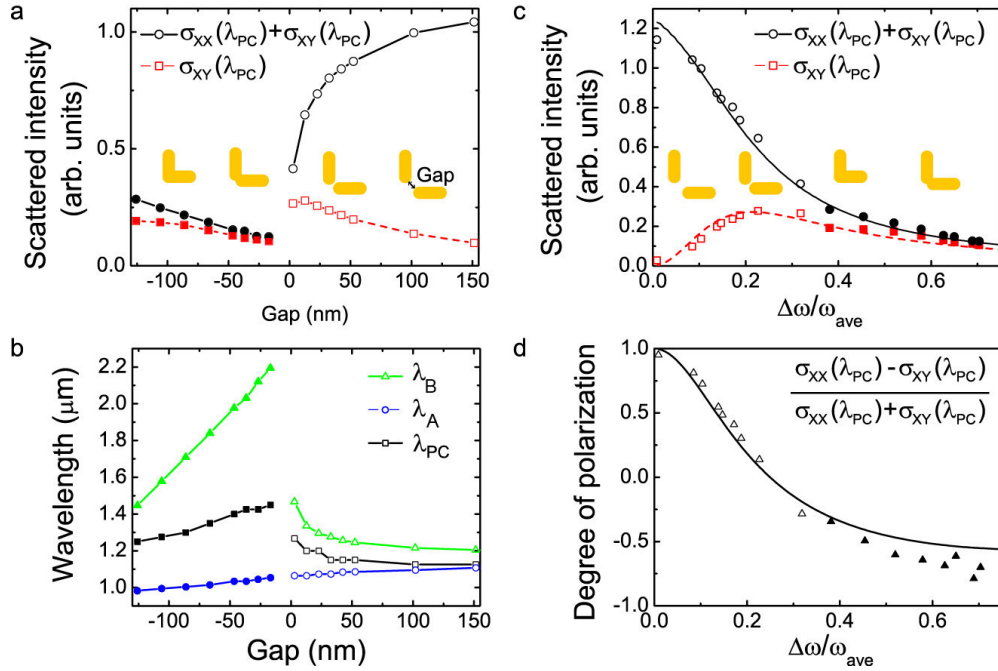 a
σXX(λPC)+σXY(λPC)
σXY(λPC)
Gap
1.0
0.5
0.0
-100 -50 0 50 100 150
Gap (nm)
Scattered intensity
(arb. units)
b
λB
λA
λPC
2.2
2.0
1.8
1.6
1.4
1.2
1.0
-100 -50 0 50 100 150
Gap (nm)
Wavelength (μm)
c
σXX(λPC)+σXY(λPC)
σXY(λPC)
1.2
1.0
0.8
0.6
0.4
0.2
0.0
0.0 0.2 0.4 0.6
Δω/ωave
Scattered intensity
(arb. units)
d
σXX(λPC)-σXY(λPC)
σXX(λPC)+σXY(λPC)
1.0
0.5
0.0
-0.5
-1.0
0.0 0.2 0.4 0.6
Δω/ωave
Degree of polarization